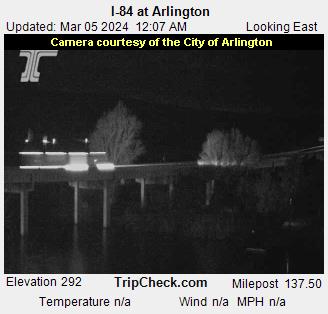 I-84 at Arlington
Updated: Mar 05 2024 12:07 AM Looking East
Camera courtesy of the City of Arlington
Elevation 292 TripCheck.com Milepost 137.50
Temperature n/a Wind n/a MPH n/a